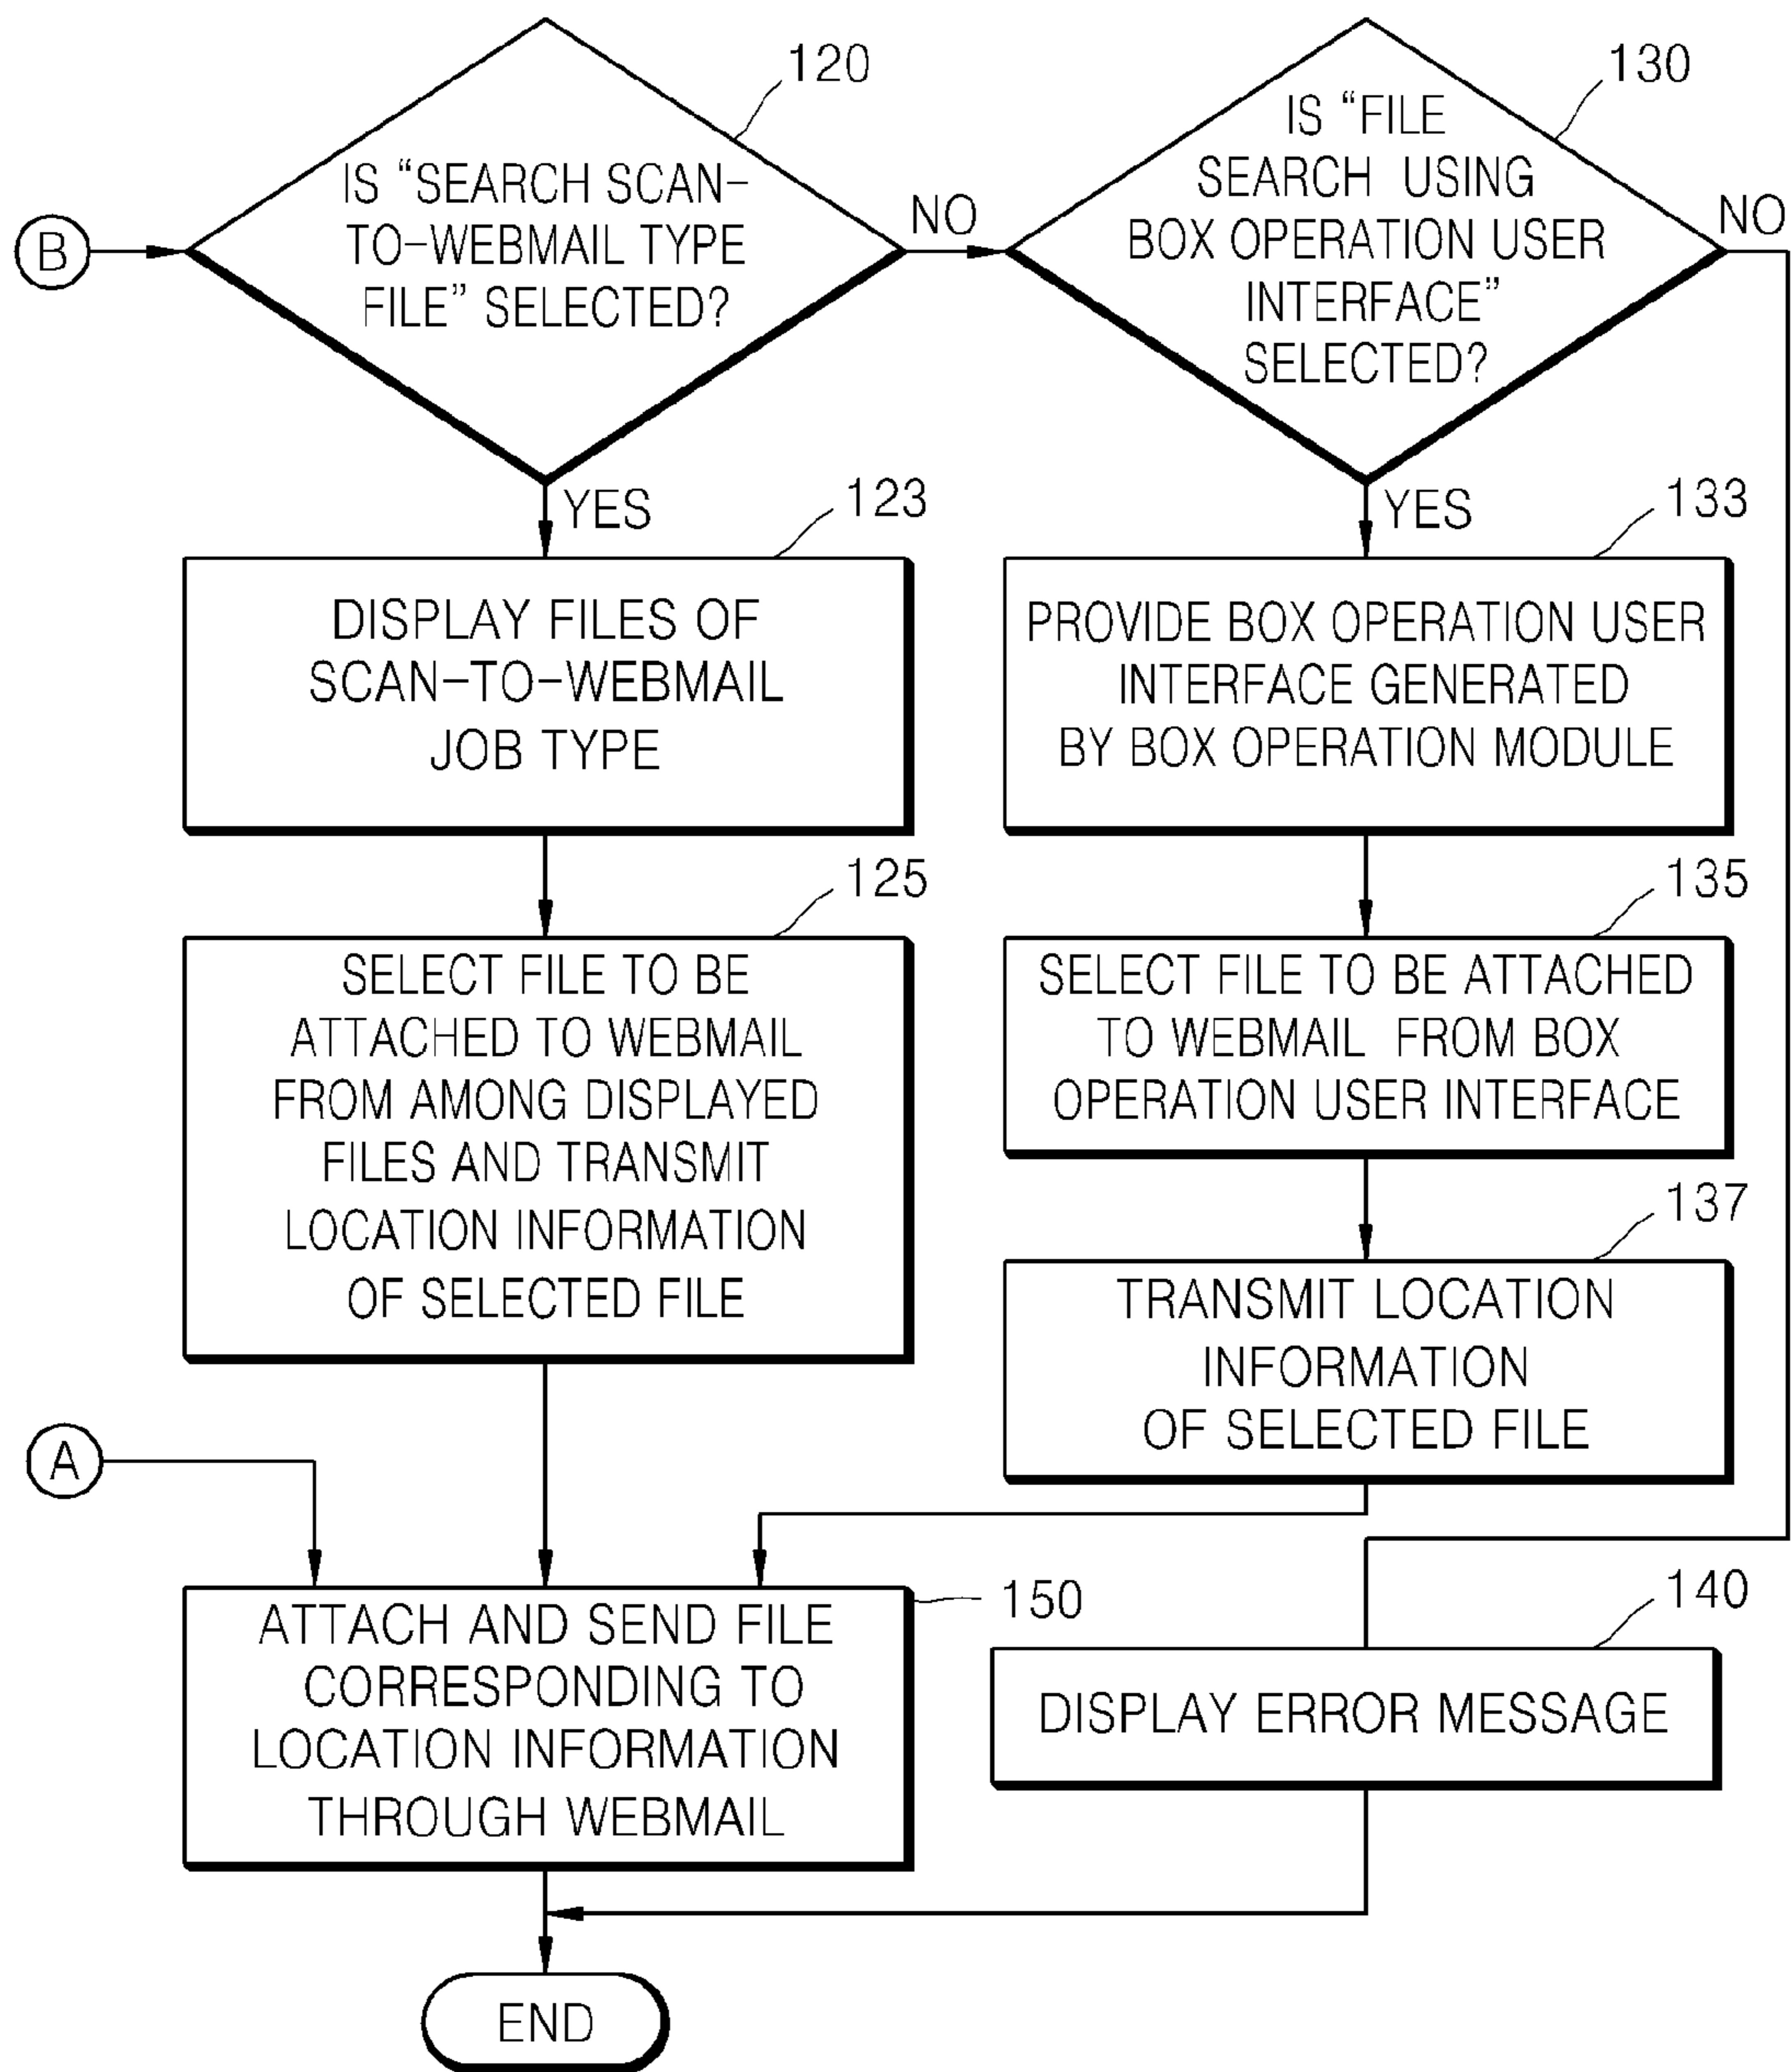 B
120
IS “SEARCH SCAN-
TO-WEBMAIL TYPE
FILE” SELECTED?
NO
130
IS “FILE
SEARCH USING
BOX OPERATION USER
INTERFACE”
SELECTED?
NO
YES
123
DISPLAY FILES OF
SCAN-TO-WEBMAIL
JOB TYPE
YES
133
PROVIDE BOX OPERATION USER
INTERFACE GENERATED
BY BOX OPERATION MODULE
125
SELECT FILE TO BE
ATTACHED TO WEBMAIL
FROM AMONG DISPLAYED
FILES AND TRANSMIT
LOCATION INFORMATION
OF SELECTED FILE
135
SELECT FILE TO BE ATTACHED
TO WEBMAIL FROM BOX
OPERATION USER INTERFACE
137
TRANSMIT LOCATION
INFORMATION
OF SELECTED FILE
A
150
ATTACH AND SEND FILE
CORRESPONDING TO
LOCATION INFORMATION
THROUGH WEBMAIL
140
DISPLAY ERROR MESSAGE
END